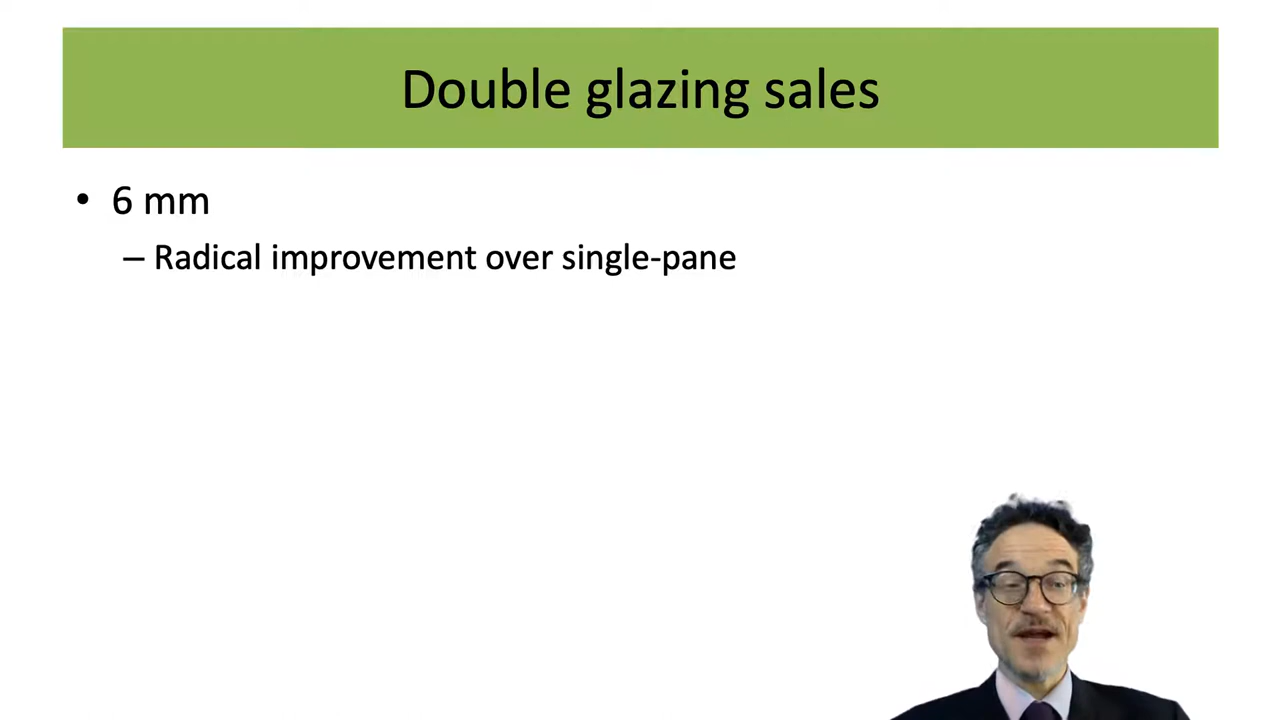 Double glazing sales
• 6 mm
– Radical improvement over single-pane